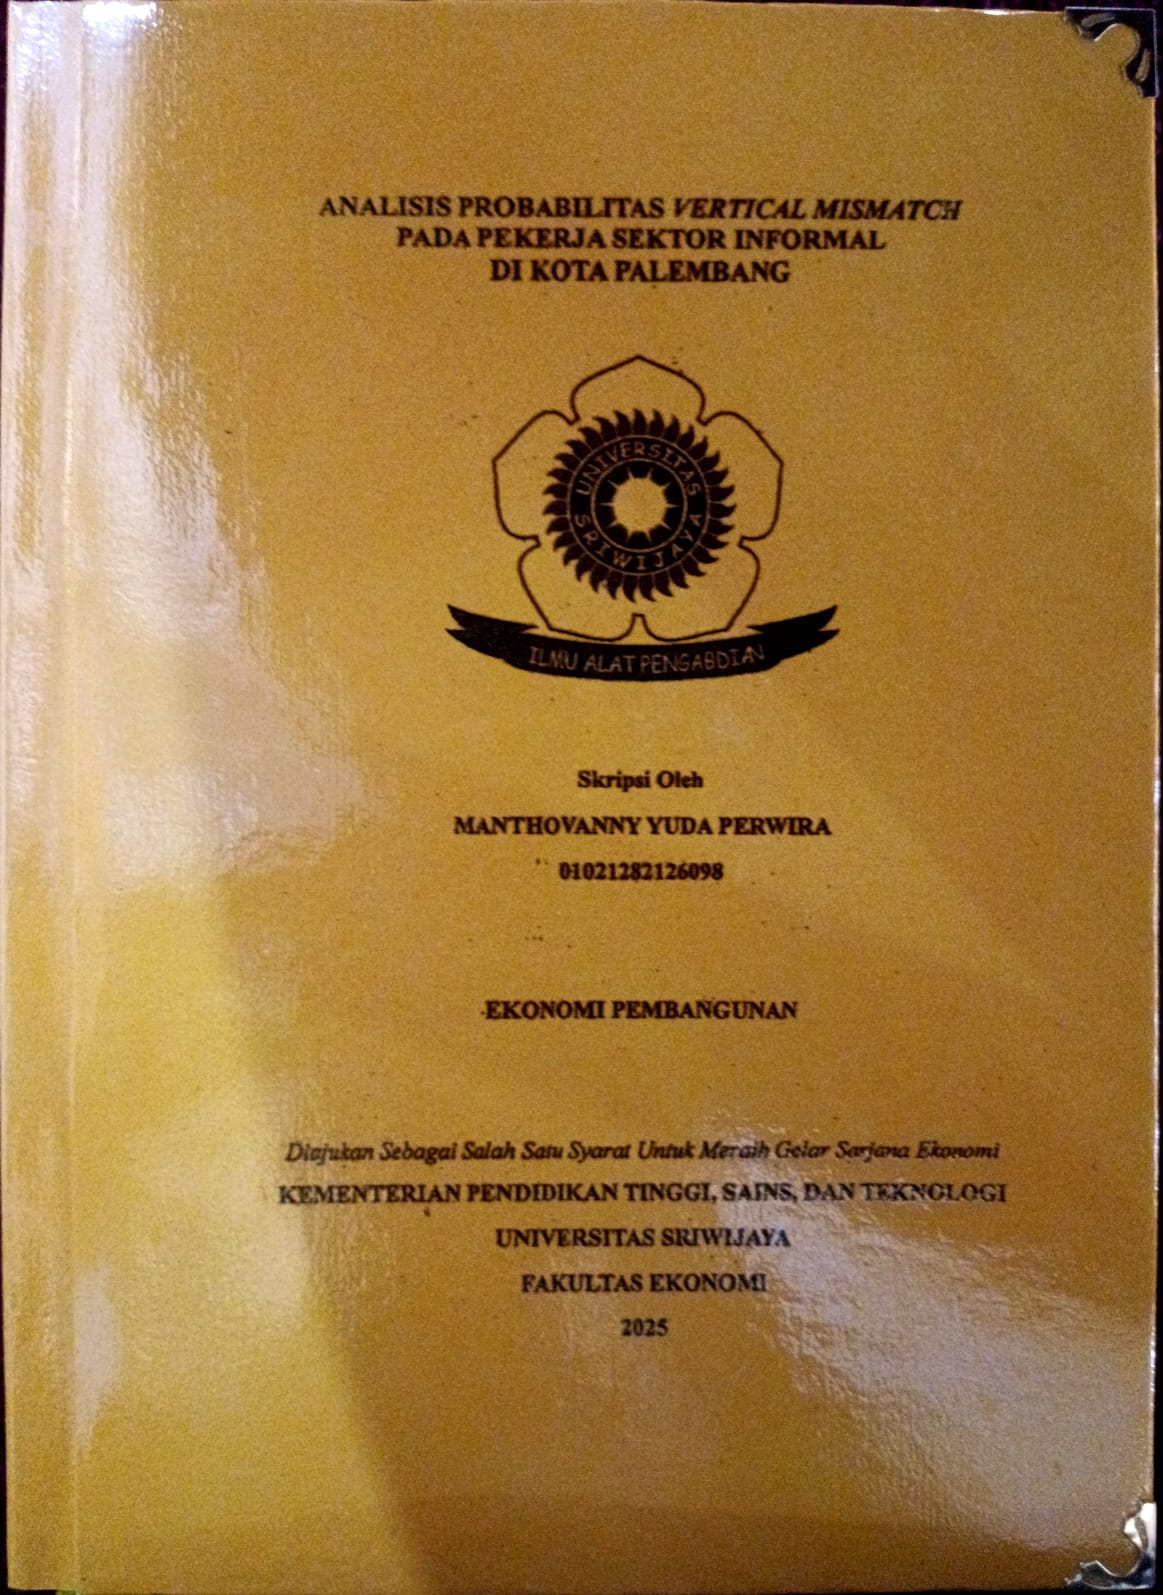 ANALISIS PROBABILITAS VERTICAL MISMATCH
PADA PEKERJA SEKTOR INFORMAL
DI KOTA PALEMBANG
UNIVERSITAS
SRIWIJAYA
ILMU ALAT PENGABDIAN
Skripsi Oleh
MANTHOVANNY YUDA PERWIRA
01021282126098
EKONOMI PEMBANGUNAN
Diajukan Sebagai Salah Satu Syarat Untuk Meraih Gelar Sarjana Ekonomi
KEMENTERIAN PENDIDIKAN TINGGI, SAINS, DAN TEKNOLOGI
UNIVERSITAS SRIWIJAYA
FAKULTAS EKONOMI
2025